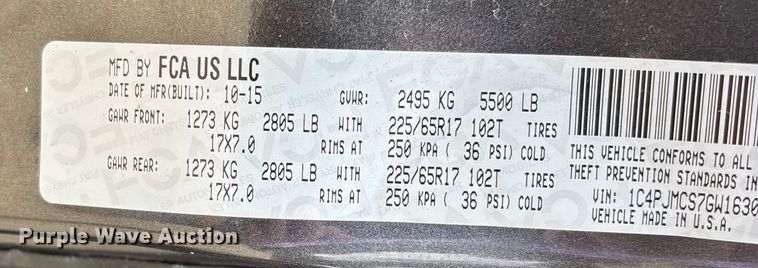 MFD BY FCA US LLC
DATE OF MFR(BUILT): 10-15 GVWR: 2495 KG 5500 LB
GAWR FRONT: 1273 KG 2805 LB WITH 225/65R17 102T TIRES
17X7.0 RIMS AT 250 KPA ( 36 PSI) COLD
GAWR REAR: 1273 KG 2805 LB WITH 225/65R17 102T TIRES
17X7.0 RIMS AT 250 KPA ( 36 PSI) COLD
THIS VEHICLE CONFORMS TO ALL
THEFT PREVENTION STANDARDS IN
VIN: 1C4PJMCS7GW1630
VEHICLE MADE IN U.S.A.
Purple Wave Auction